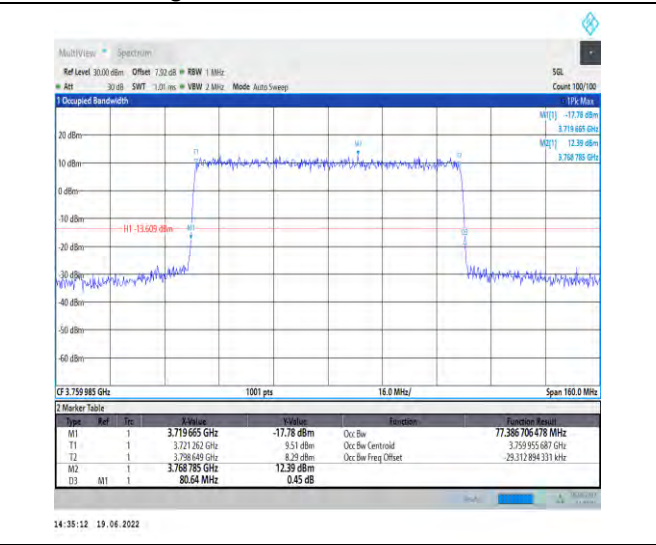 MultiView Spectrum
Ref Level 30.00 dBm Offset 7.92 dB RBW 1 MHz SGL
Att 30 dB SWT 1.01 ms VBW 2 MHz Mode Auto Sweep Count 100/100
1 Occupied Bandwidth 1Pk Max
M1[1] -17.78 dBm
3.719 665 GHz
M2[1] 12.39 dBm
3.768 785 GHz
20 dBm
T1 M2 T2
10 dBm
0 dBm
-10 dBm
H1 -13.609 dBm M1
-20 dBm
-30 dBm
-40 dBm
-50 dBm
-60 dBm
CF 3.759 985 GHz 1001 pts 16.0 MHz/ Span 160.0 MHz
2 Marker Table
Type Ref Trc X-Value Y-Value Function Function Result
M1 1 3.719 665 GHz -17.78 dBm Occ Bw 77.386 706 478 MHz
T1 1 3.721 262 GHz 9.51 dBm Occ Bw Centroid 3.759 955 687 GHz
T2 1 3.798 649 GHz 8.29 dBm Occ Bw Freq Offset -29.312 894 331 kHz
M2 1 3.768 785 GHz 12.39 dBm
D3 M1 1 80.64 MHz 0.45 dB
14:35:12 19.06.2022